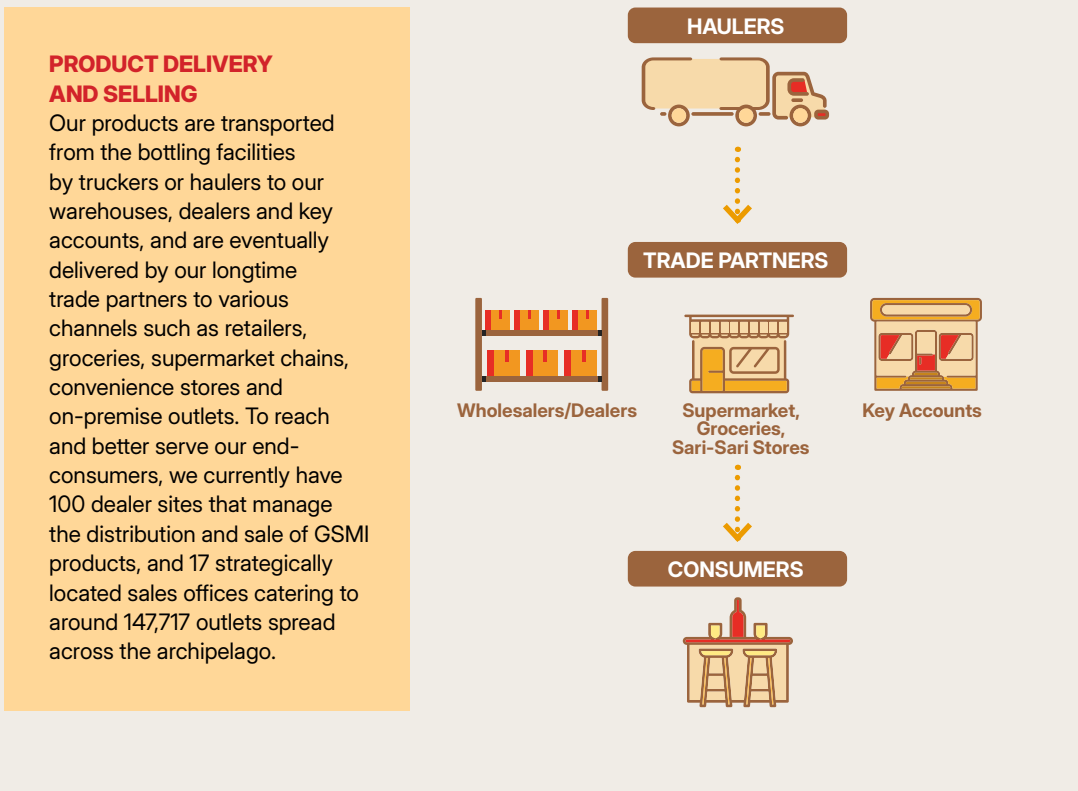 PRODUCT DELIVERY
AND SELLING
Our products are transported
from the bottling facilities
by truckers or haulers to our
warehouses, dealers and key
accounts, and are eventually
delivered by our longtime
trade partners to various
channels such as retailers,
groceries, supermarket chains,
convenience stores and
on-premise outlets. To reach
and better serve our end-
consumers, we currently have
100 dealer sites that manage
the distribution and sale of GSMI
products, and 17 strategically
located sales offices catering to
around 147,717 outlets spread
across the archipelago.
HAULERS
TRADE PARTNERS
Wholesalers/Dealers
Supermarket,
Groceries,
Sari-Sari Stores
Key Accounts
CONSUMERS